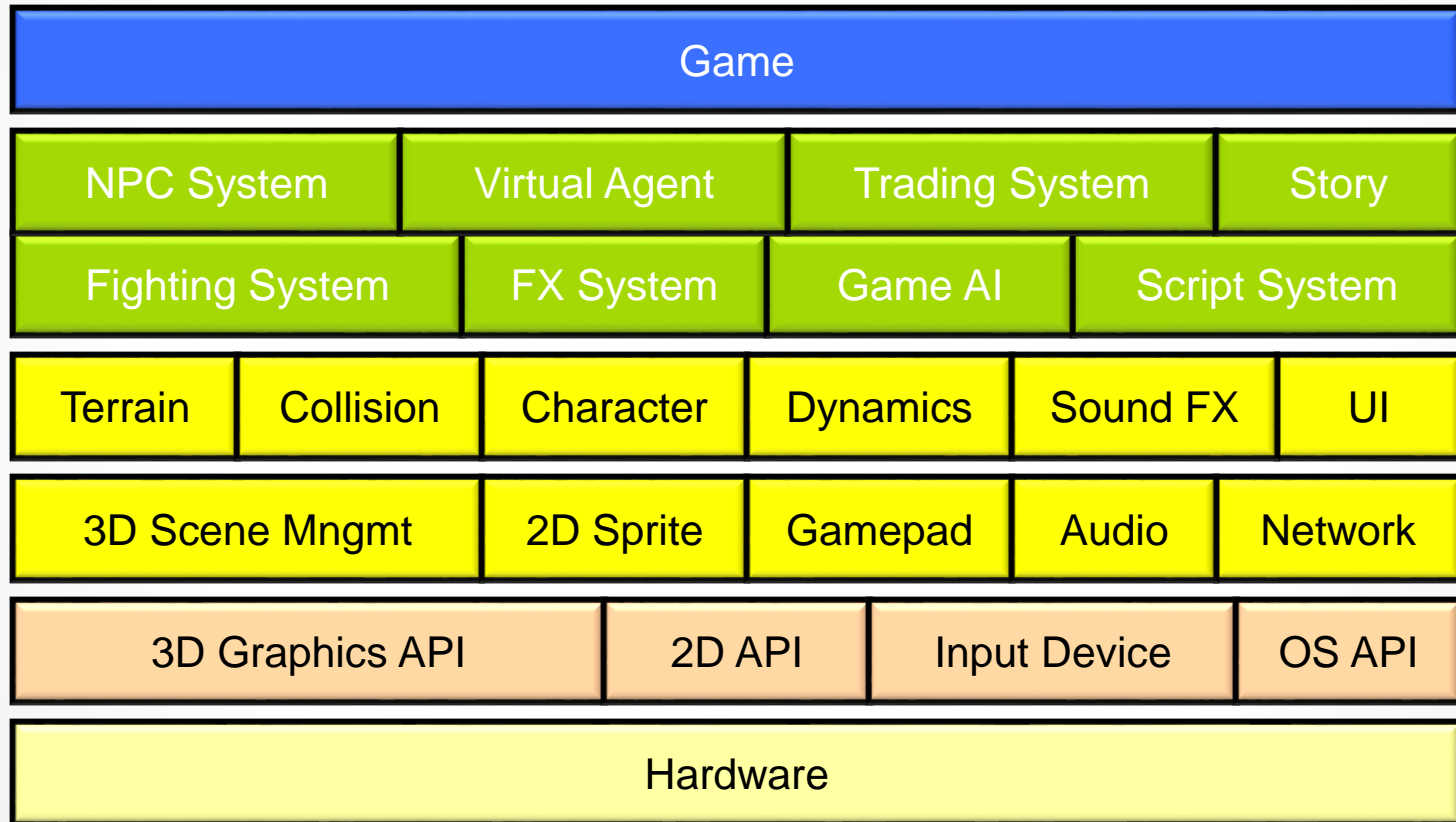 Game
NPC System Virtual Agent Trading System Story
Fighting System FX System Game AI Script System
Terrain Collision Character Dynamics Sound FX UI
3D Scene Mngmt 2D Sprite Gamepad Audio Network
3D Graphics API 2D API Input Device OS API
Hardware